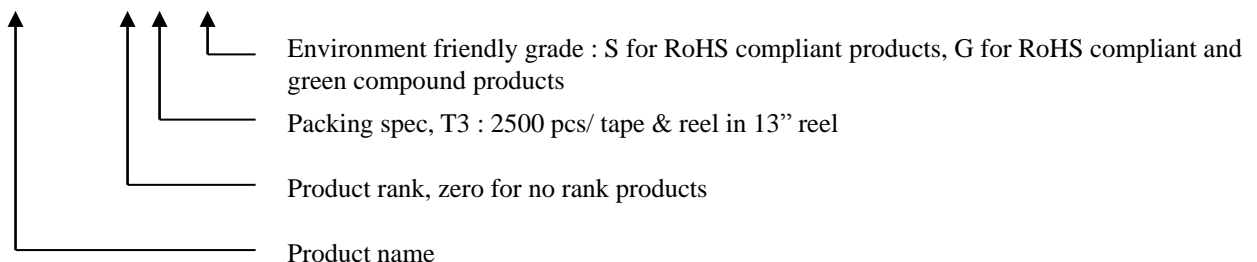 Environment friendly grade : S for RoHS compliant products, G for RoHS compliant and
green compound products
Packing spec, T3 : 2500 pcs/ tape & reel in 13” reel
Product rank, zero for no rank products
Product name